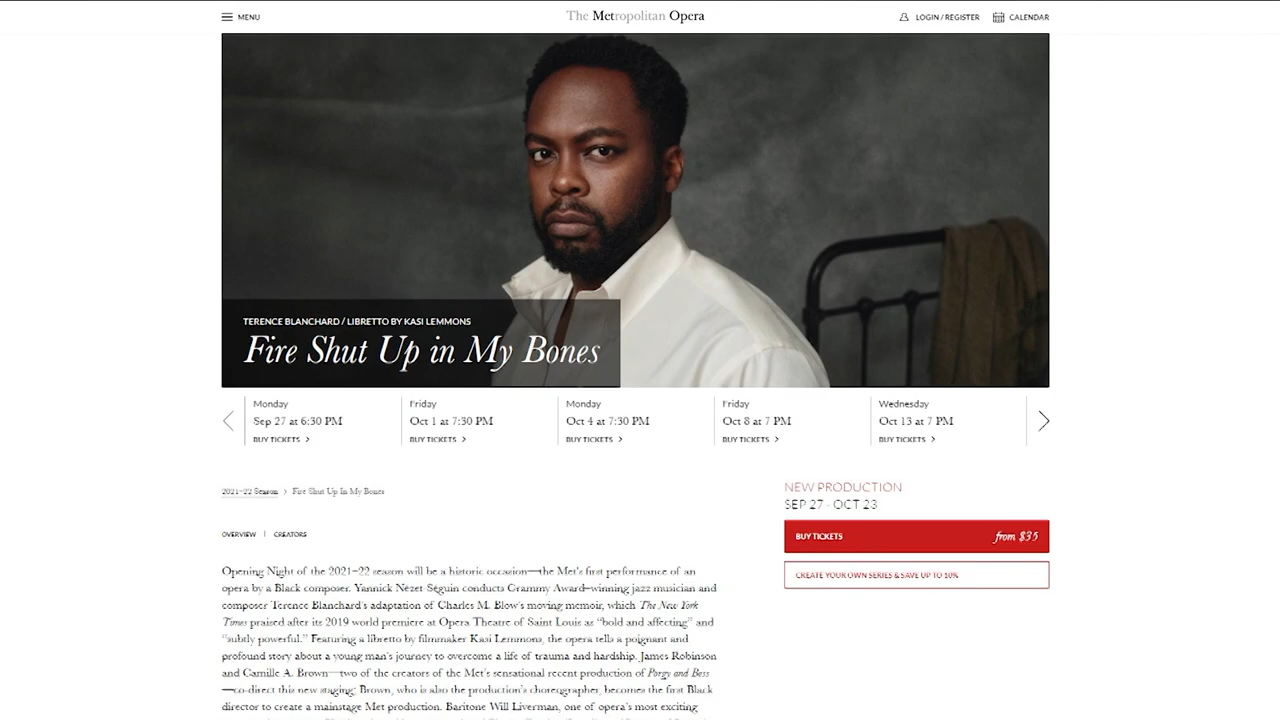 MENU
The Metropolitan Opera
LOGIN / REGISTER
CALENDAR
TERENCE BLANCHARD / LIBRETTO BY KASI LEMMONS
Fire Shut Up in My Bones
Monday
Sep 27 at 6:30 PM
BUY TICKETS >
Friday
Oct 1 at 7:30 PM
BUY TICKETS >
Monday
Oct 4 at 7:30 PM
BUY TICKETS >
Friday
Oct 8 at 7 PM
BUY TICKETS >
Wednesday
Oct 13 at 7 PM
BUY TICKETS >
2021–22 Season > Fire Shut Up In My Bones
OVERVIEW | CREATORS
Opening Night of the 2021–22 season will be a historic occasion—the Met's first performance of an
opera by a Black composer. Yannick Nézet-Séguin conducts Grammy Award–winning jazz musician and
composer Terence Blanchard's adaptation of Charles M. Blow's moving memoir, which The New York
Times praised after its 2019 world premiere at Opera Theatre of Saint Louis as "bold and affecting" and
"subtly powerful." Featuring a libretto by filmmaker Kasi Lemmons, the opera tells a poignant and
profound story about a young man's journey to overcome a life of trauma and hardship. James Robinson
and Camille A. Brown—two of the creators of the Met's sensational recent production of Porgy and Bess
—co-direct this new staging; Brown, who is also the production's choreographer, becomes the first Black
director to create a mainstage Met production. Baritone Will Liverman, one of opera's most exciting
NEW PRODUCTION
SEP 27 - OCT 23
BUY TICKETS from $35
CREATE YOUR OWN SERIES & SAVE UP TO 10%